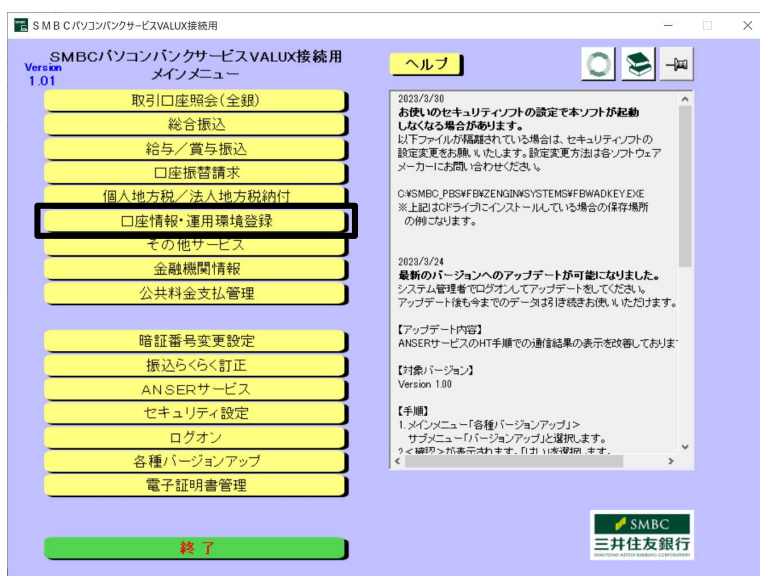 SMBCパソコンバンクサービスVALUX接続用
SMBCパソコンバンクサービスVALUX接続用
Version
1.01
メインメニュー
取引口座照会(全銀)
総合振込
給与／賞与振込
口座振替請求
個人地方税／法人地方税納付
口座情報・運用環境登録
その他サービス
金融機関情報
公共料金支払管理
暗証番号変更設定
振込らくらく訂正
ANSERサービス
セキュリティ設定
ログオン
各種バージョンアップ
電子証明書管理
終了
ヘルプ
2023/3/30
お使いのセキュリティソフトの設定で本ソフトが起動
しなくなる場合があります。
以下ファイルが隔離されている場合は、セキュリティソフトの
設定変更をお願いいたします。設定変更方法は各ソフトウェア
メーカーにお問い合わせください。
C:¥SMBC_PBS¥FB¥ZENGIN¥SYSTEMS¥FBWADKEY.EXE
※上記はCドライブにインストールしている場合の保存場所
の例になります。
2023/3/24
最新のバージョンへのアップデートが可能になりました。
システム管理者でログオンしてアップデートをしてください。
アップデート後も今までのデータは引き続きお使いいただけます。
【アップデート内容】
ANSERサービスのHT手順での通信結果の表示を改善しておりま
【対象バージョン】
Version 1.00
【手順】
1. メインメニュー「各種バージョンアップ」>
サブメニュー「バージョンアップ」と選択します。
2 <確認>が表示されます。「はい」を選択します。
SMBC
三井住友銀行
SUMITOMO MITSUI BANKING CORPORATION